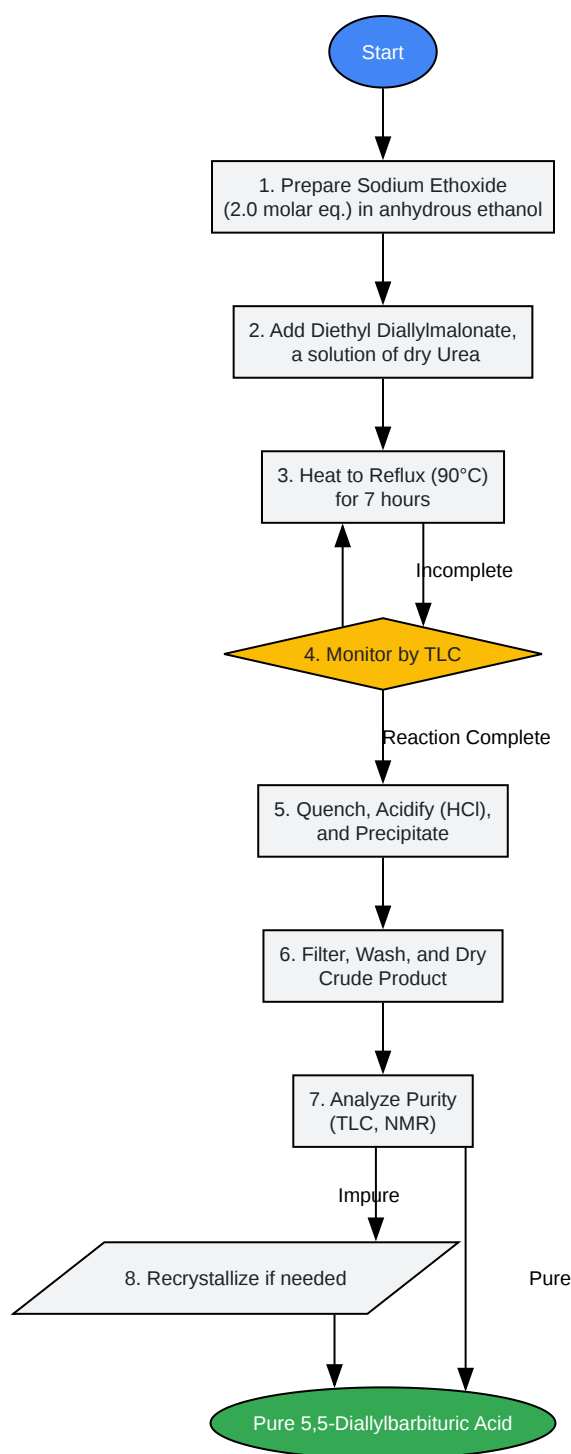 Start
1. Prepare Sodium Ethoxide
(2.0 molar eq.) in anhydrous ethanol
2. Add Diethyl Diallylmalonate,
a solution of dry Urea
3. Heat to Reflux (90°C)
for 7 hours
Incomplete
4. Monitor by TLC
Reaction Complete
5. Quench, Acidify (HCl),
and Precipitate
6. Filter, Wash, and Dry
Crude Product
7. Analyze Purity
(TLC, NMR)
Impure
8. Recrystallize if needed
Pure
Pure 5,5-Diallylbarbituric Acid